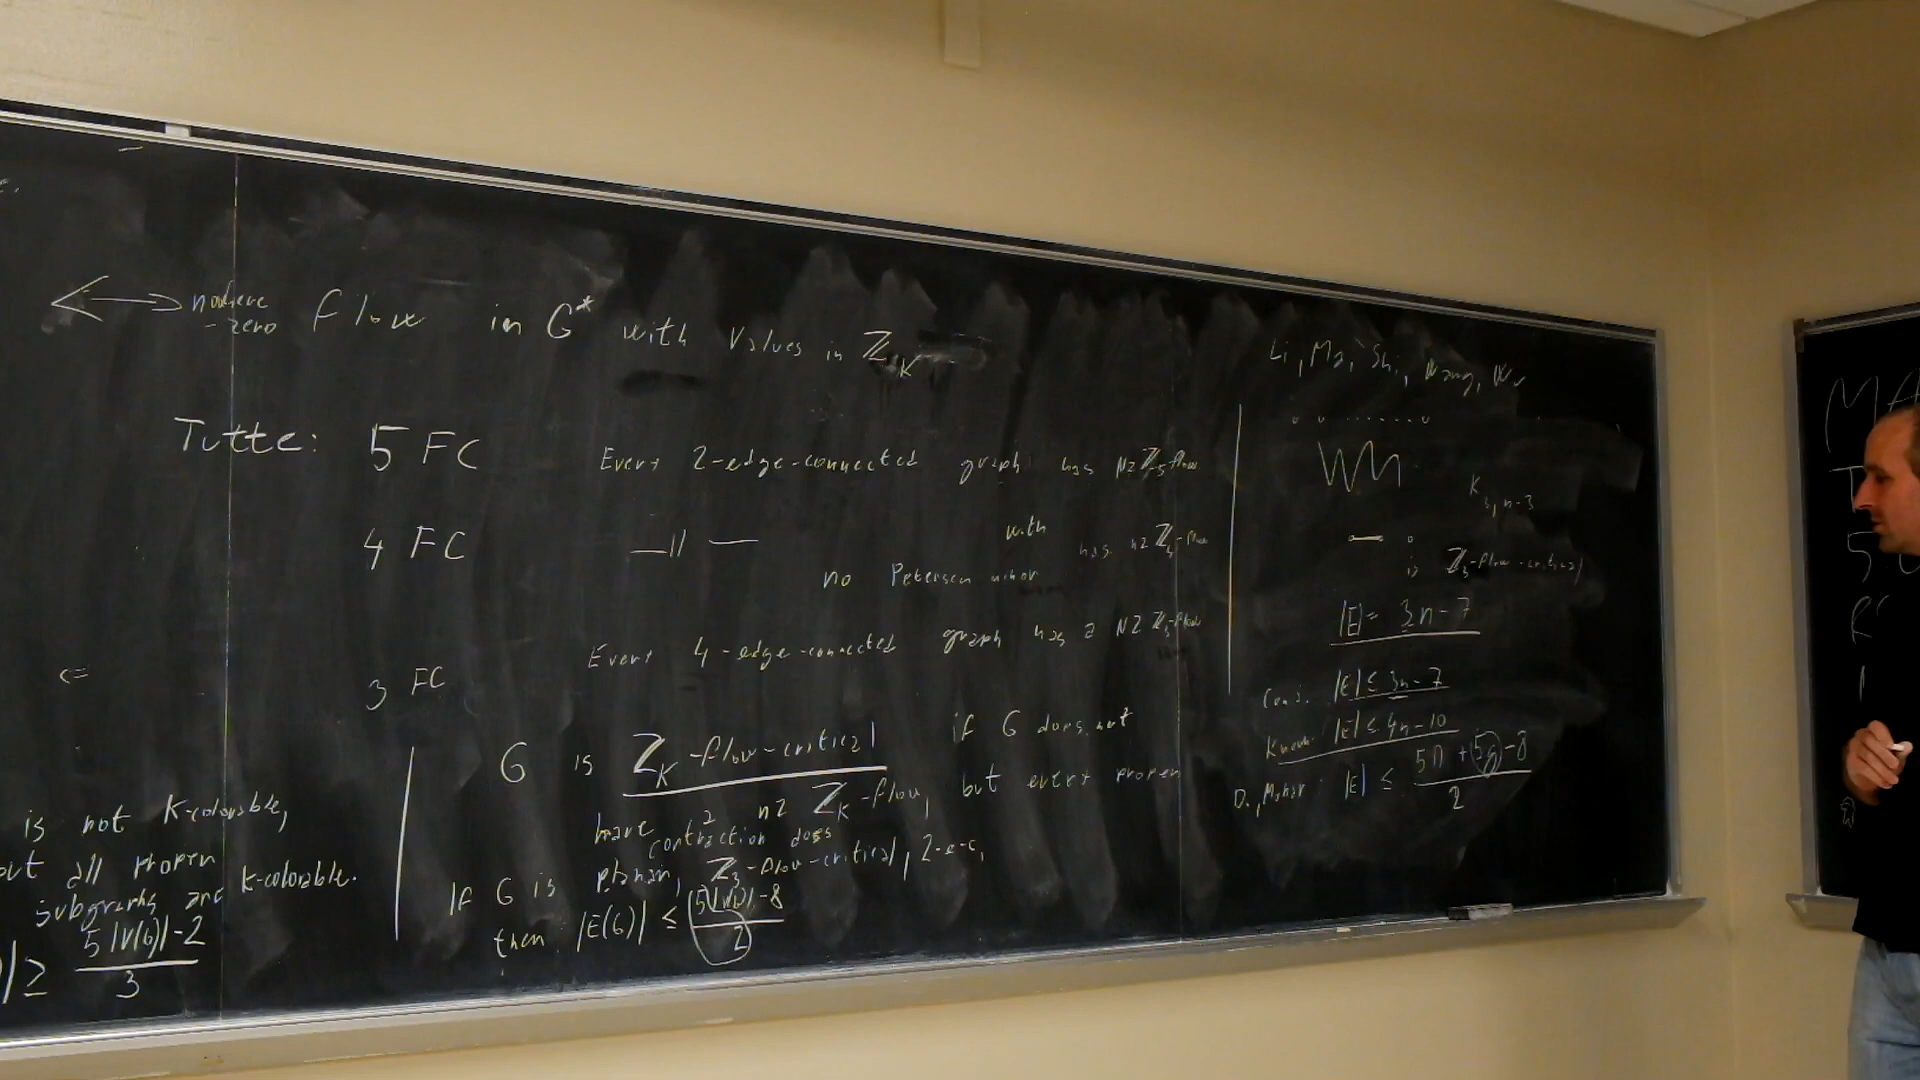 ⟷ nowhere -zero flow in G* with values in ℤ_K
Tutte: 5 FC Every 2-edge-connected graph has NZ ℤ_5-flow
4 FC —||— with no Petersen minor has nz ℤ_4-flow
3 FC Every 4-edge-connected graph has a NZ ℤ_3-flow
⇐
G is ℤ_K-flow-critical if G does not
have a nz ℤ_K-flow, but every proper
contraction does
If G is planar, ℤ_3-flow-critical, 2-e-c,
then |E(G)| ≤ (5|V(G)|-8)/2
is not K-colorable,
all proper
subgraphs are K-colorable.
| ≥ (5|V(G)|-2)/3
Li, Ma, Shi, Wang, Wu
K_{3,n-3}
is ℤ_3-flow-critical
|E| = 3n-7
Conj. |E| ≤ 3n-7
Known: |E| ≤ 4n-10
D., Mohar: |E| ≤ (5n+5g-8)/2
MA
5